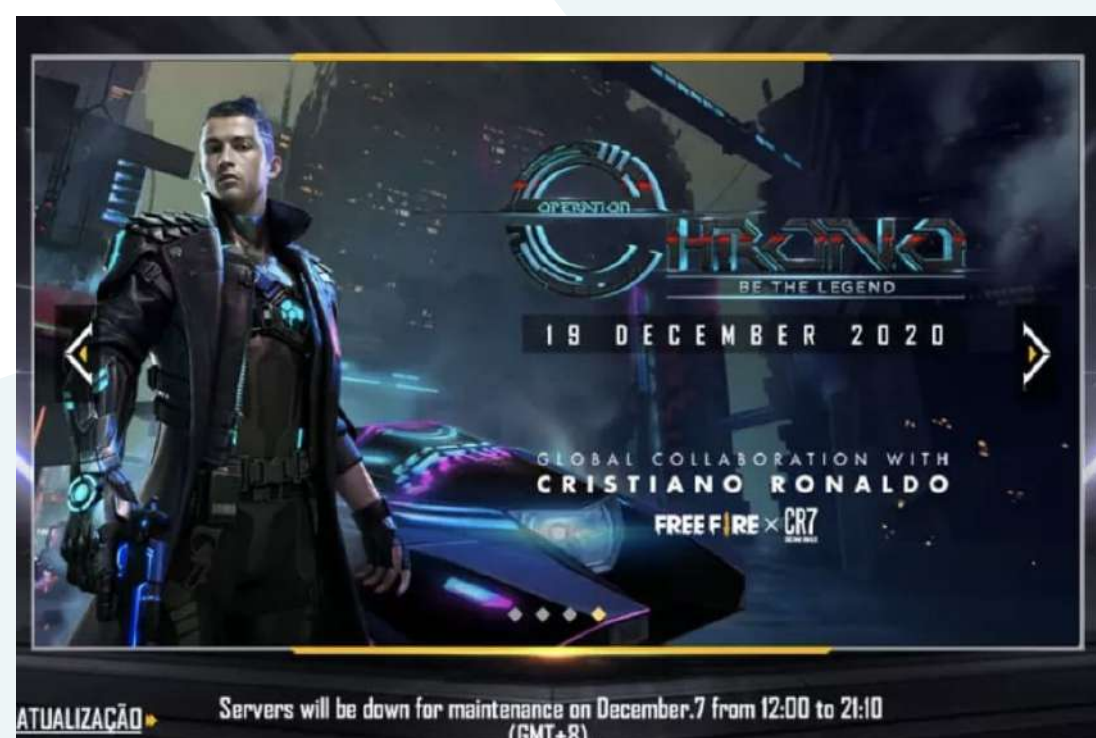 OPERATION
CHRONO
BE THE LEGEND
19 DECEMBER 2020
GLOBAL COLLABORATION WITH
CRISTIANO RONALDO
FREE FIRE × CR7
ATUALIZAÇÃO
Servers will be down for maintenance on December.7 from 12:00 to 21:10
(GMT+8)